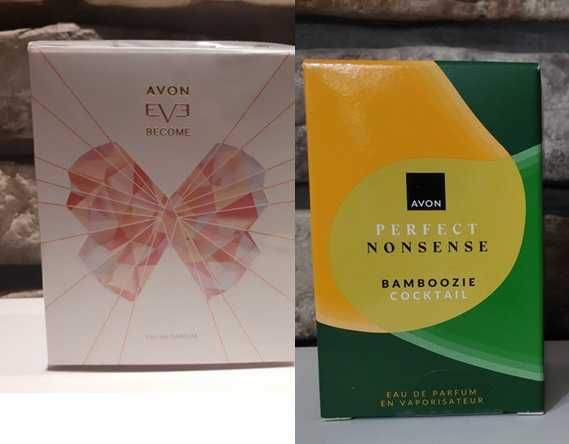 AVON
EVE
BECOME
EAU DE PARFUM
AVON
PERFECT
NONSENSE
BAMBOOZIE
COCKTAIL
EAU DE PARFUM
EN VAPORISATEUR